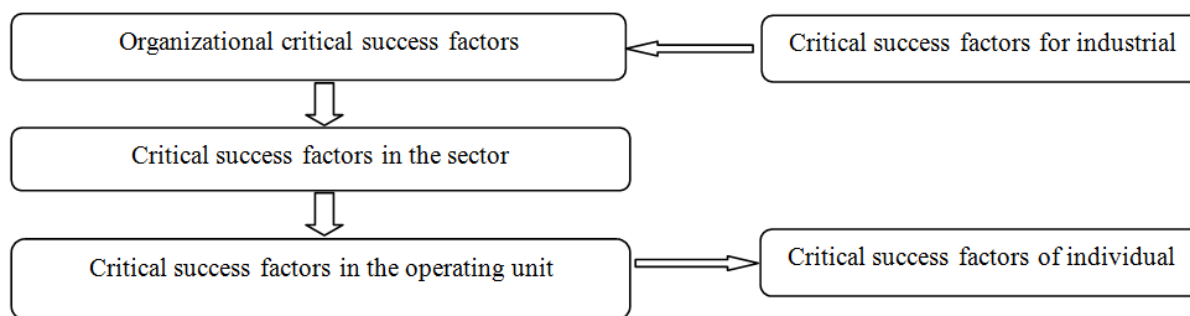 Organizational critical success factors
Critical success factors for industrial
Critical success factors in the sector
Critical success factors in the operating unit
Critical success factors of individual